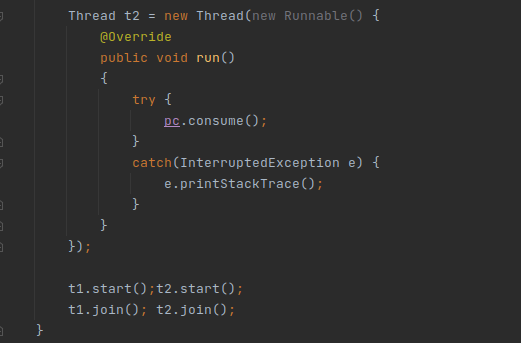 Thread t2 = new Thread(new Runnable() {
@Override
public void run()
{
try {
pc.consume();
}
catch(InterruptedException e) {
e.printStackTrace();
}
}
});
t1.start();t2.start();
t1.join(); t2.join();
}